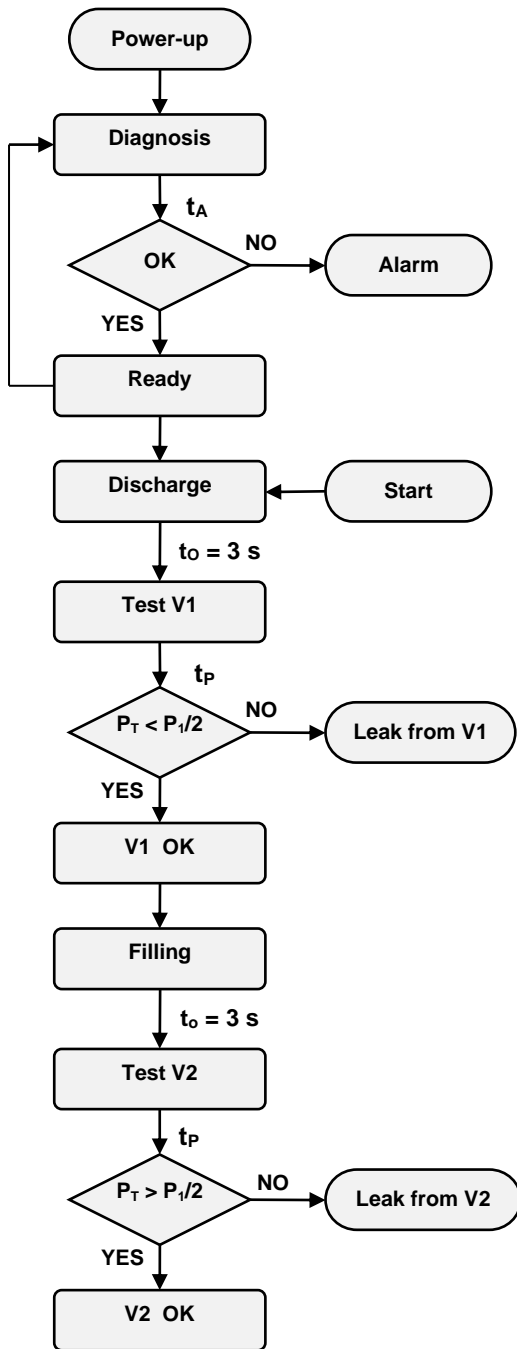 Power-up
Diagnosis
tA
OK
NO
Alarm
YES
Ready
Discharge
Start
tO = 3 s
Test V1
tP
PT < P1/2
NO
Leak from V1
YES
V1 OK
Filling
to = 3 s
Test V2
tP
PT > P1/2
NO
Leak from V2
YES
V2 OK